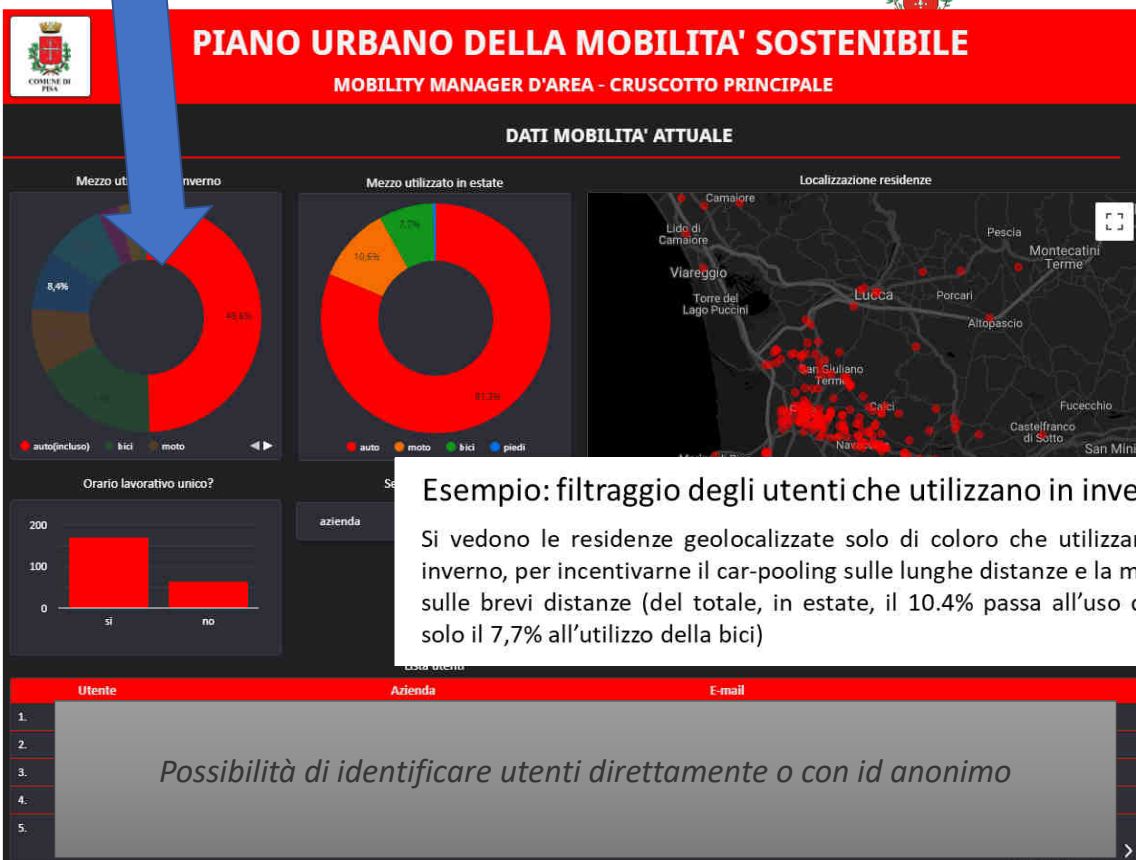 COMUNE DI
PISA
PIANO URBANO DELLA MOBILITA' SOSTENIBILE
MOBILITY MANAGER D'AREA - CRUSCOTTO PRINCIPALE
DATI MOBILITA' ATTUALE
Mezzo ut nverno
8,4%
auto(incluso) bici moto
Mezzo utilizzato in estate
7,7%
10,6%
81,3%
auto moto bici piedi
Localizzazione residenze
Camaiore
Lido di
Camaiore
Pescia
Montecatini
Terme
Viareggio
Torre del
Lago Puccini
Lucca
Porcari
Altopascio
San Giuliano
Terme
Calci
Fucecchio
Castelfranco
di Sotto
San Mini
Orario lavorativo unico?
200
100
0
si no
Se
azienda
Esempio: filtraggio degli utenti che utilizzano in inve
Si vedono le residenze geolocalizzate solo di coloro che utilizzar
inverno, per incentivarne il car-pooling sulle lunghe distanze e la m
sulle brevi distanze (del totale, in estate, il 10.4% passa all'uso d
solo il 7,7% all'utilizzo della bici)
Lista utenti
Utente Azienda E-mail
1.
2.
3.
4.
5.
Possibilità di identificare utenti direttamente o con id anonimo